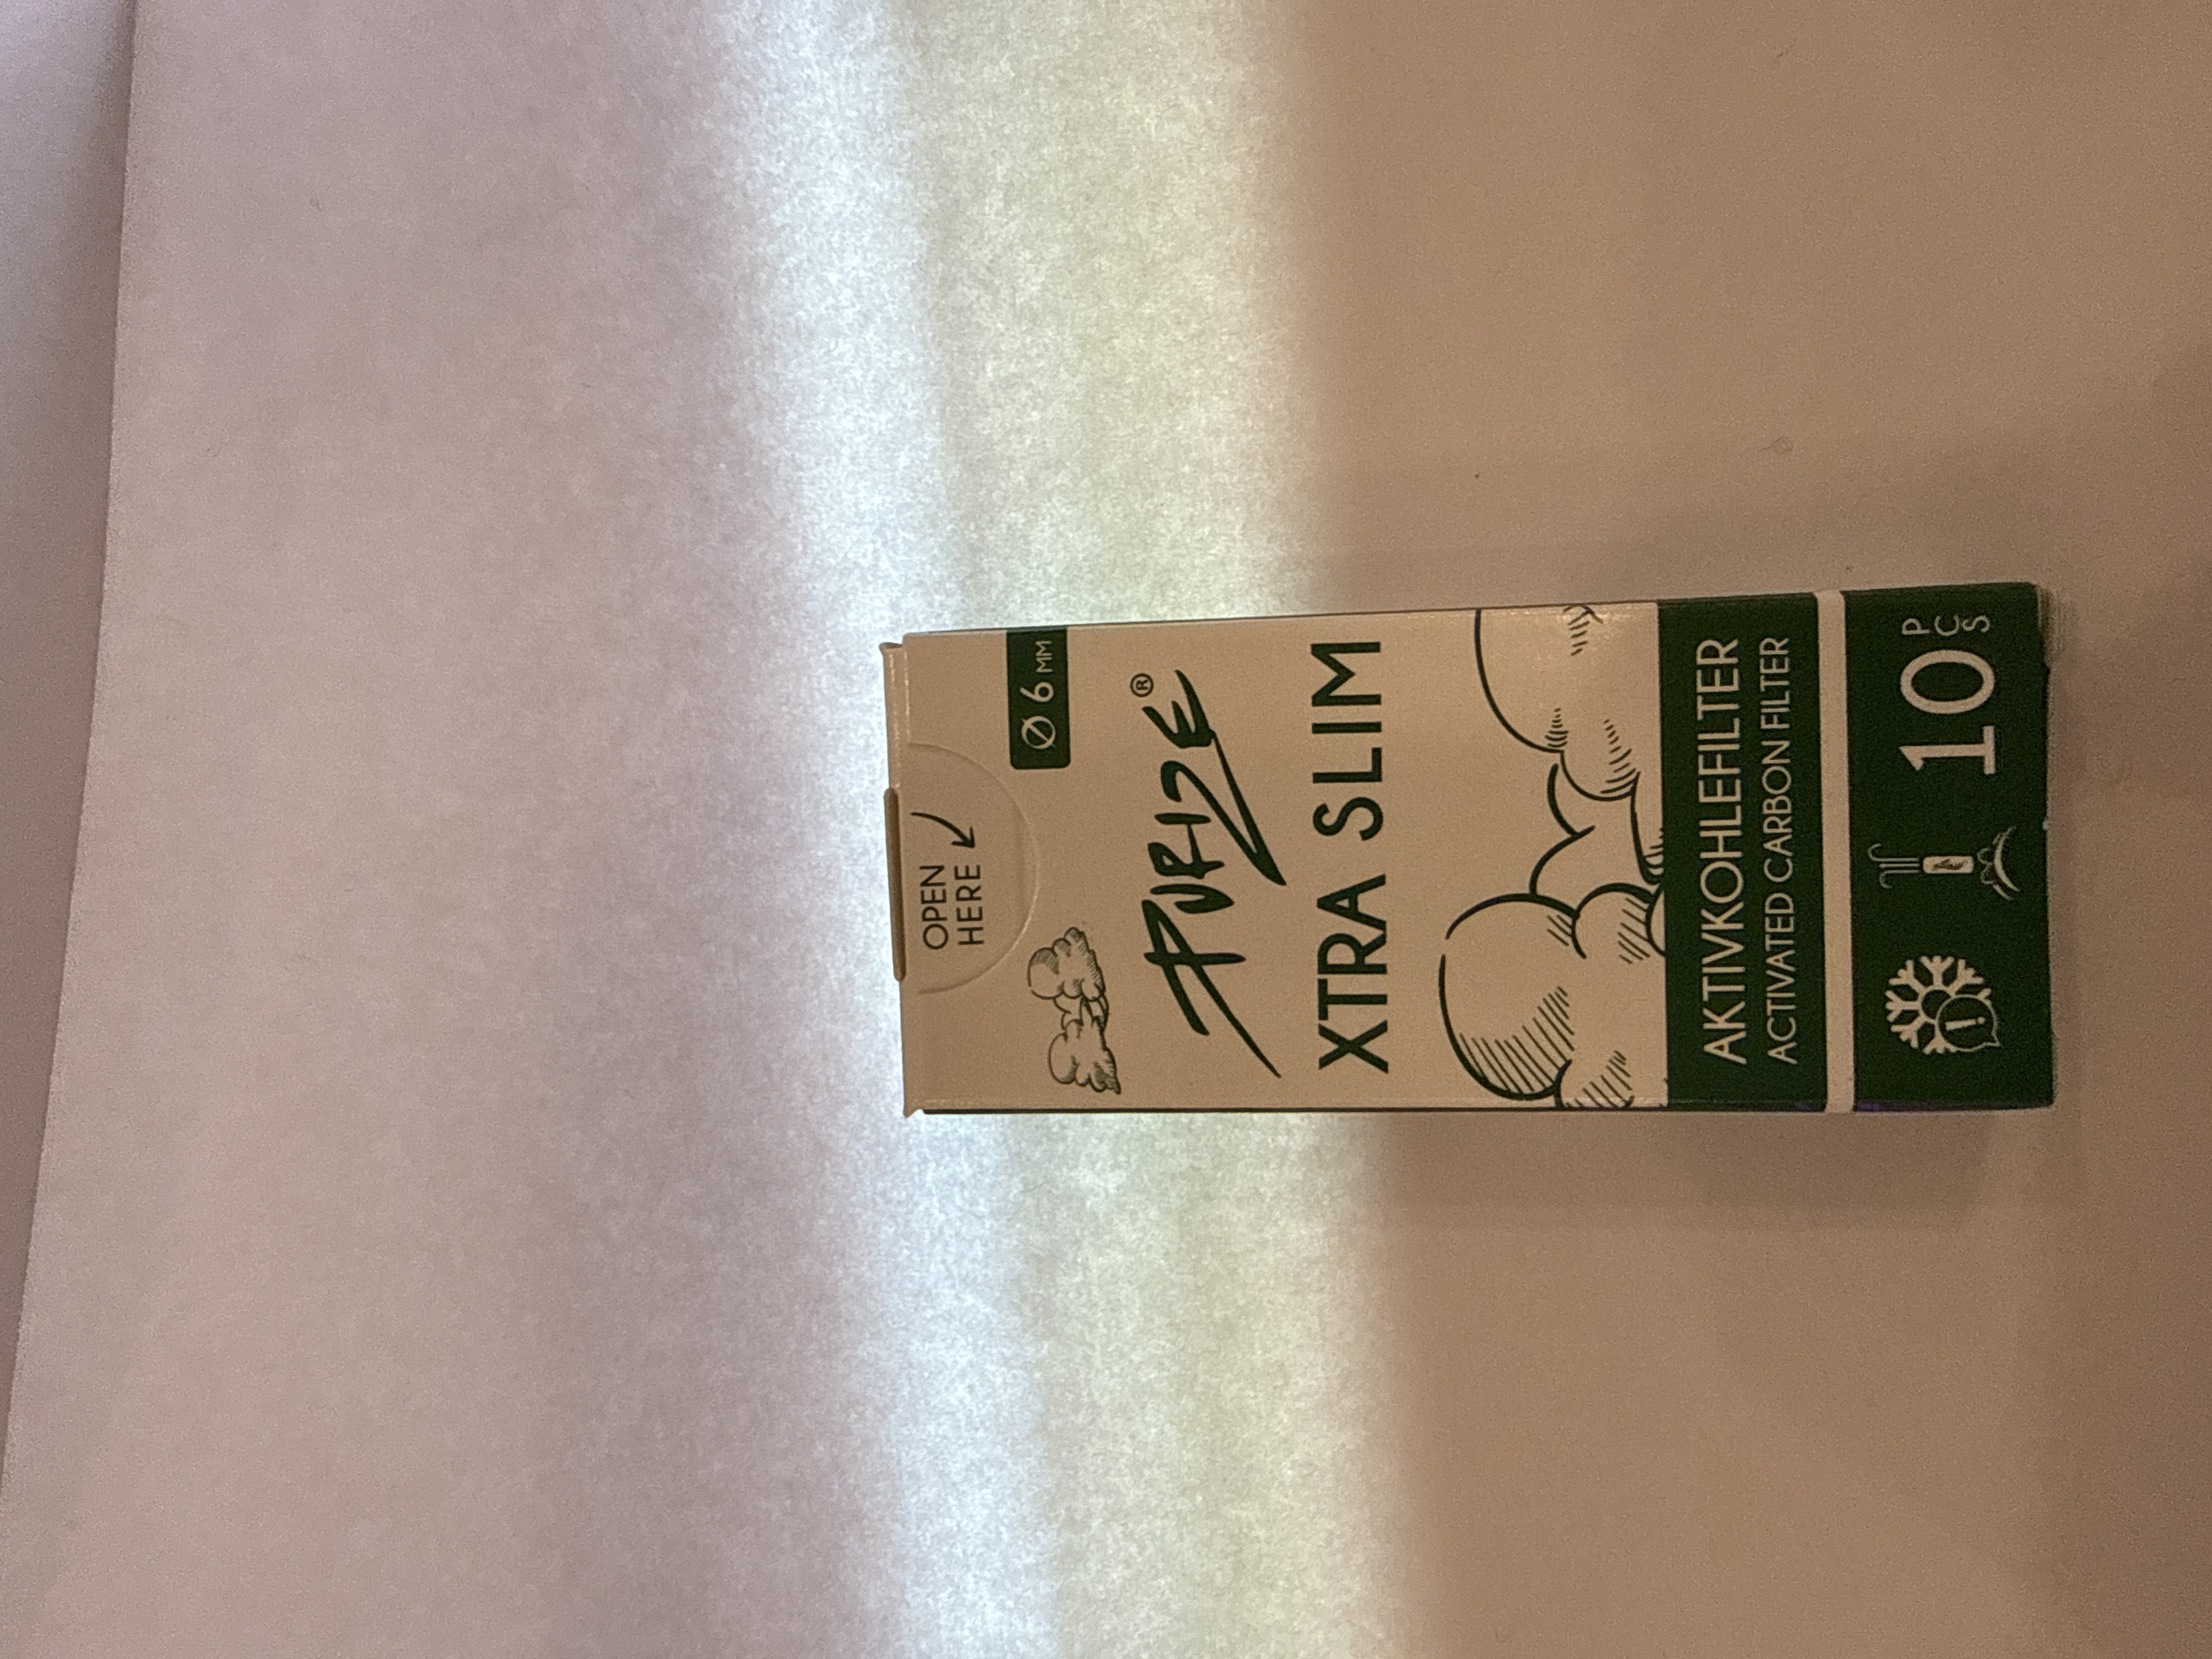 OPEN
HERE
Ø 6 MM
PURIZE®
XTRA SLIM
AKTIVKOHLEFILTER
ACTIVATED CARBON FILTER
10 PCS